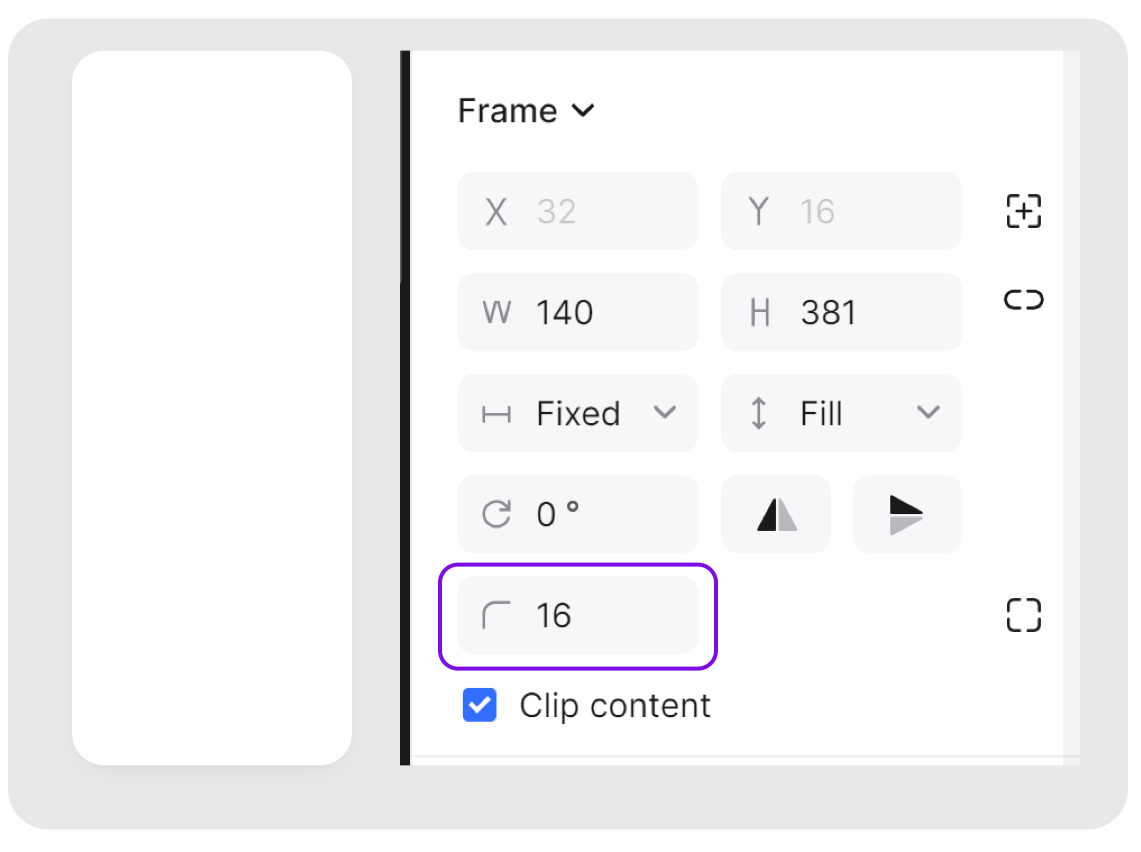 Frame
X 32 Y 16
W 140 H 381
Fixed Fill
0 °
16
Clip content